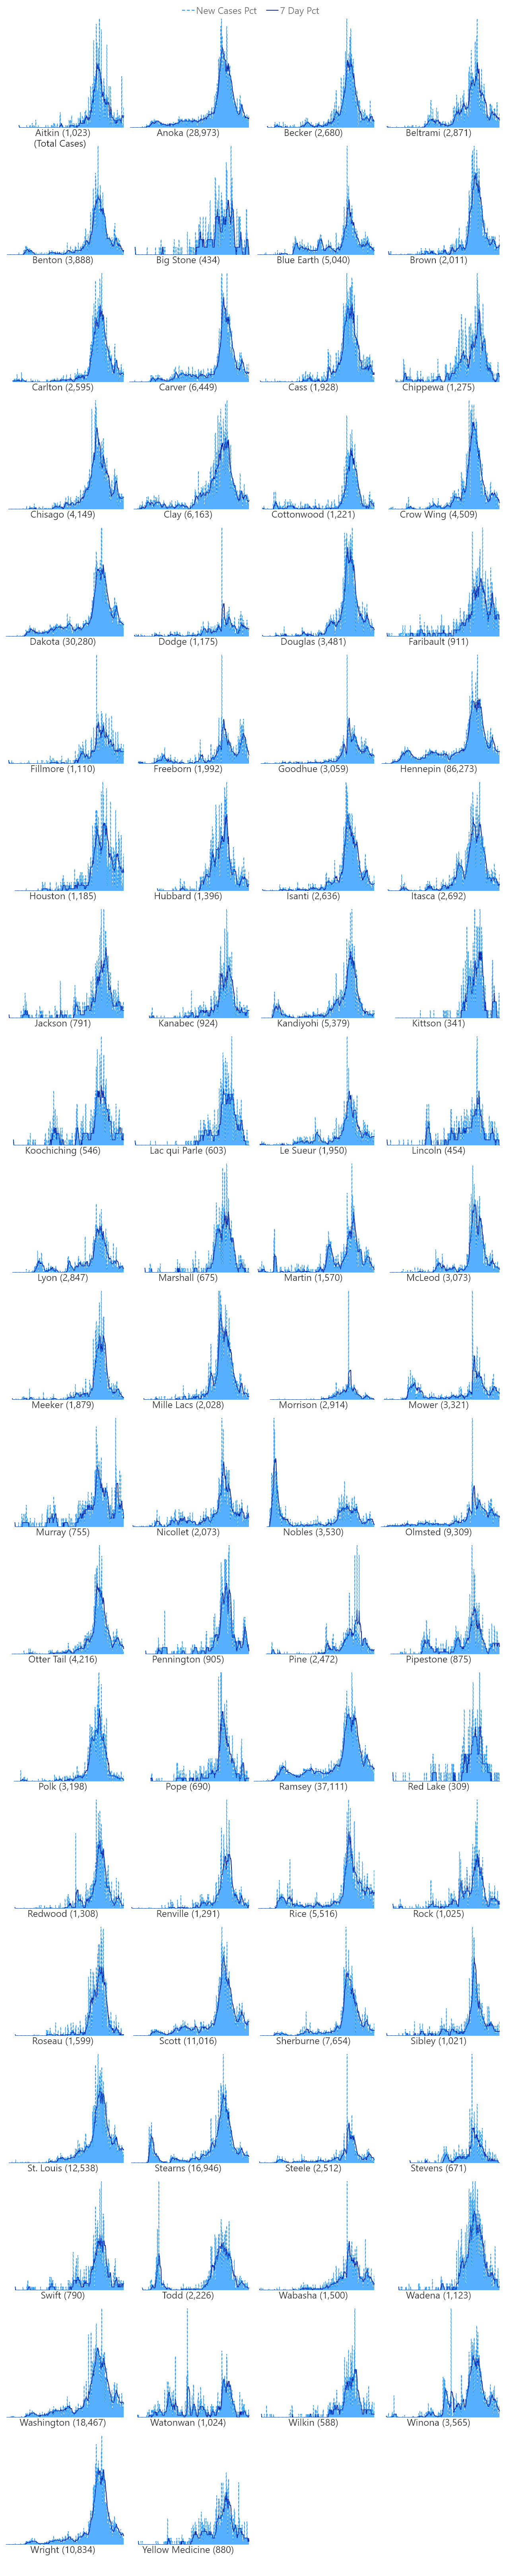 New Cases Pct 7 Day Pct
Aitkin (1,023) Anoka (28,973) Becker (2,680) Beltrami (2,871)
(Total Cases)
Benton (3,888) Big Stone (434) Blue Earth (5,040) Brown (2,011)
Carlton (2,595) Carver (6,449) Cass (1,928) Chippewa (1,275)
Chisago (4,149) Clay (6,163) Cottonwood (1,221) Crow Wing (4,509)
Dakota (30,280) Dodge (1,175) Douglas (3,481) Faribault (911)
Fillmore (1,110) Freeborn (1,992) Goodhue (3,059) Hennepin (86,273)
Houston (1,185) Hubbard (1,396) Isanti (2,636) Itasca (2,692)
Jackson (791) Kanabec (924) Kandiyohi (5,379) Kittson (341)
Koochiching (546) Lac qui Parle (603) Le Sueur (1,950) Lincoln (454)
Lyon (2,847) Marshall (675) Martin (1,570) McLeod (3,073)
Meeker (1,879) Mille Lacs (2,028) Morrison (2,914) Mower (3,321)
Murray (755) Nicollet (2,073) Nobles (3,530) Olmsted (9,309)
Otter Tail (4,216) Pennington (905) Pine (2,472) Pipestone (875)
Polk (3,198) Pope (690) Ramsey (37,111) Red Lake (309)
Redwood (1,308) Renville (1,291) Rice (5,516) Rock (1,025)
Roseau (1,599) Scott (11,016) Sherburne (7,654) Sibley (1,021)
St. Louis (12,538) Stearns (16,946) Steele (2,512) Stevens (671)
Swift (790) Todd (2,226) Wabasha (1,500) Wadena (1,123)
Washington (18,467) Watonwan (1,024) Wilkin (588) Winona (3,565)
Wright (10,834) Yellow Medicine (880)